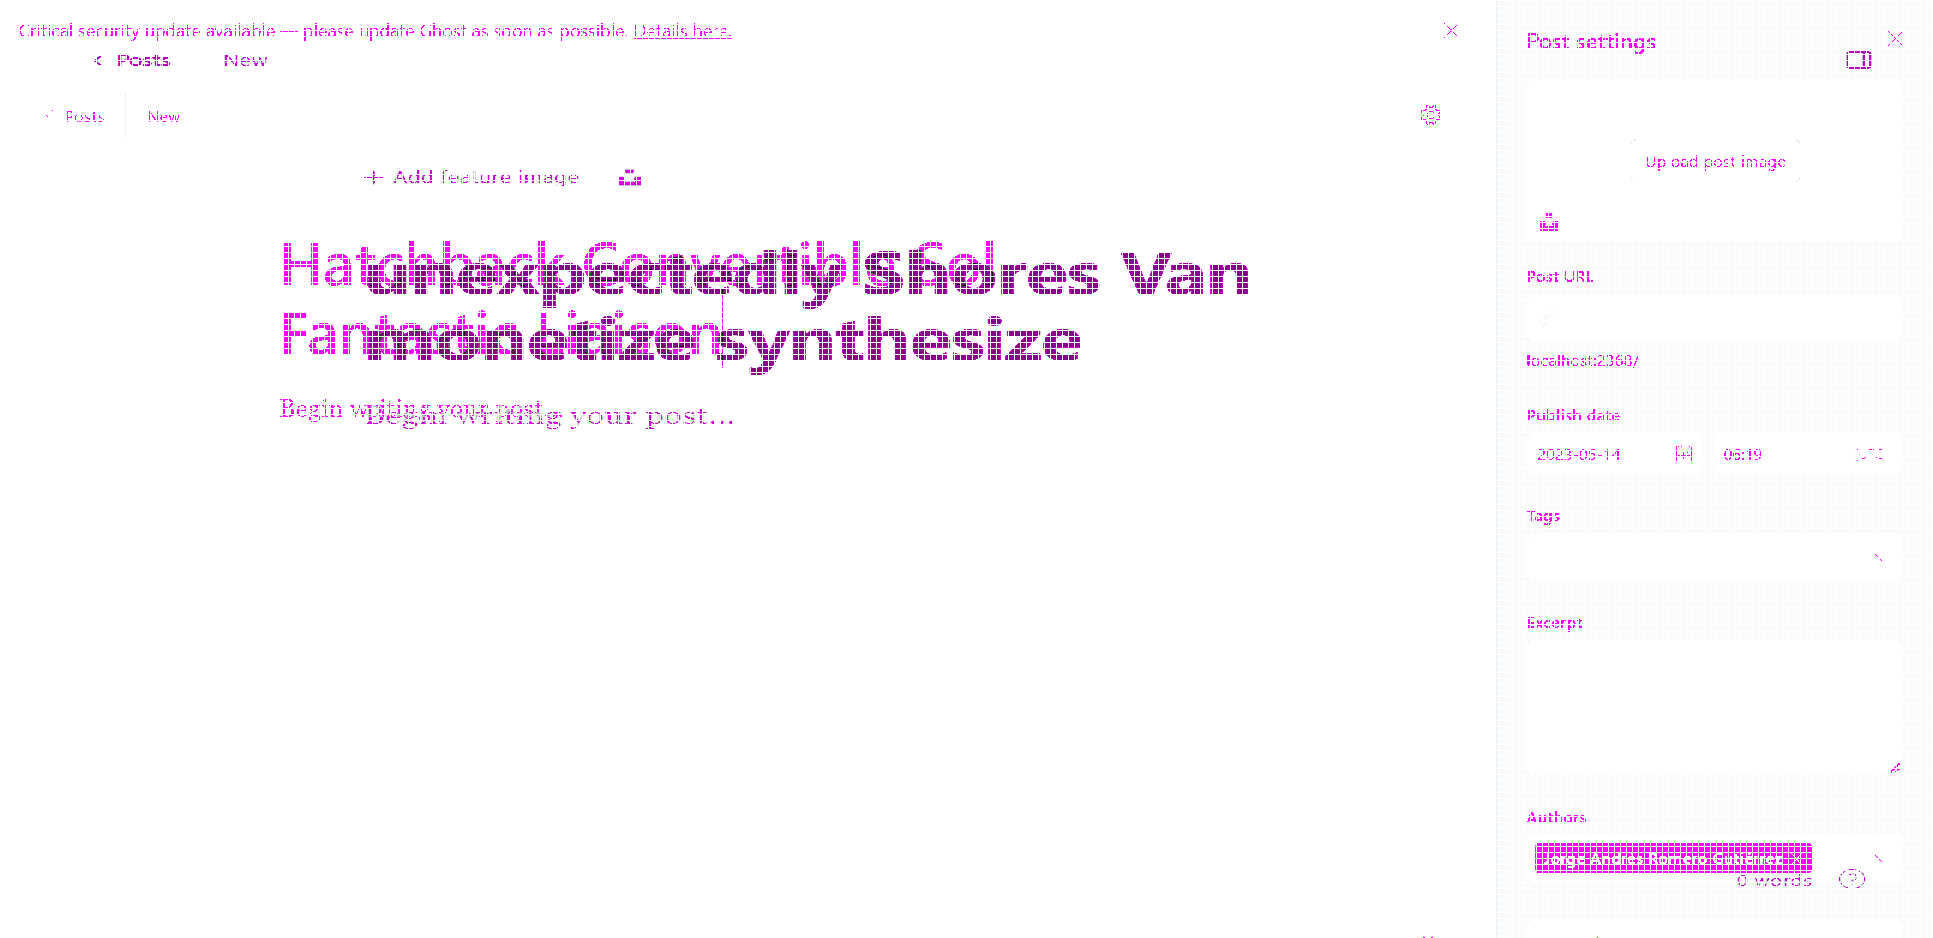 Critical security update available — please update Ghost as soon as possible. Details here.
Posts New
Posts New
Add feature image
Hatchback Convertible Gol
unexpectedly Shores Van
Fantastic
monetize synthesize
Begin writing your post
Begin writing your post...
Post settings
Upload post image
Post URL
localhost:2368/
Publish date
2023-05-14
06:19
(UTC
Tags
Excerpt
Authors
Jorge Andres Romero Gutierrez
0 words